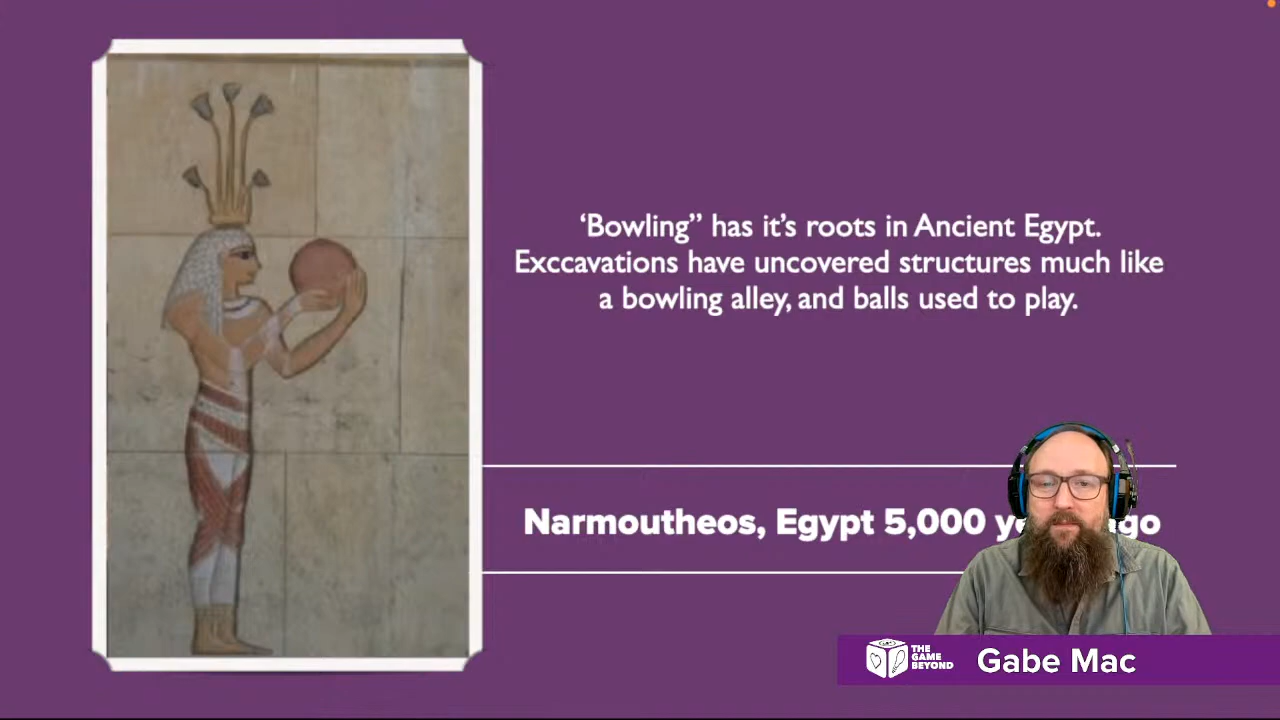 ‘Bowling” has it’s roots in Ancient Egypt.
Exccavations have uncovered structures much like
a bowling alley, and balls used to play.
Narmoutheos, Egypt 5,000 ago
THE
GAME
BEYOND
Gabe Mac